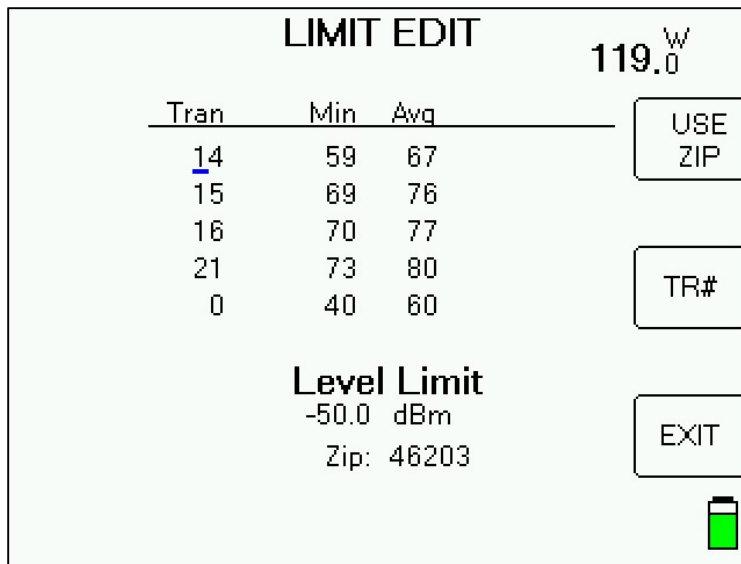 LIMIT EDIT
119.0 W
Tran Min Avg
14 59 67
15 69 76
16 70 77
21 73 80
0 40 60
Level Limit
-50.0 dBm
Zip: 46203
USE
ZIP
TR#
EXIT